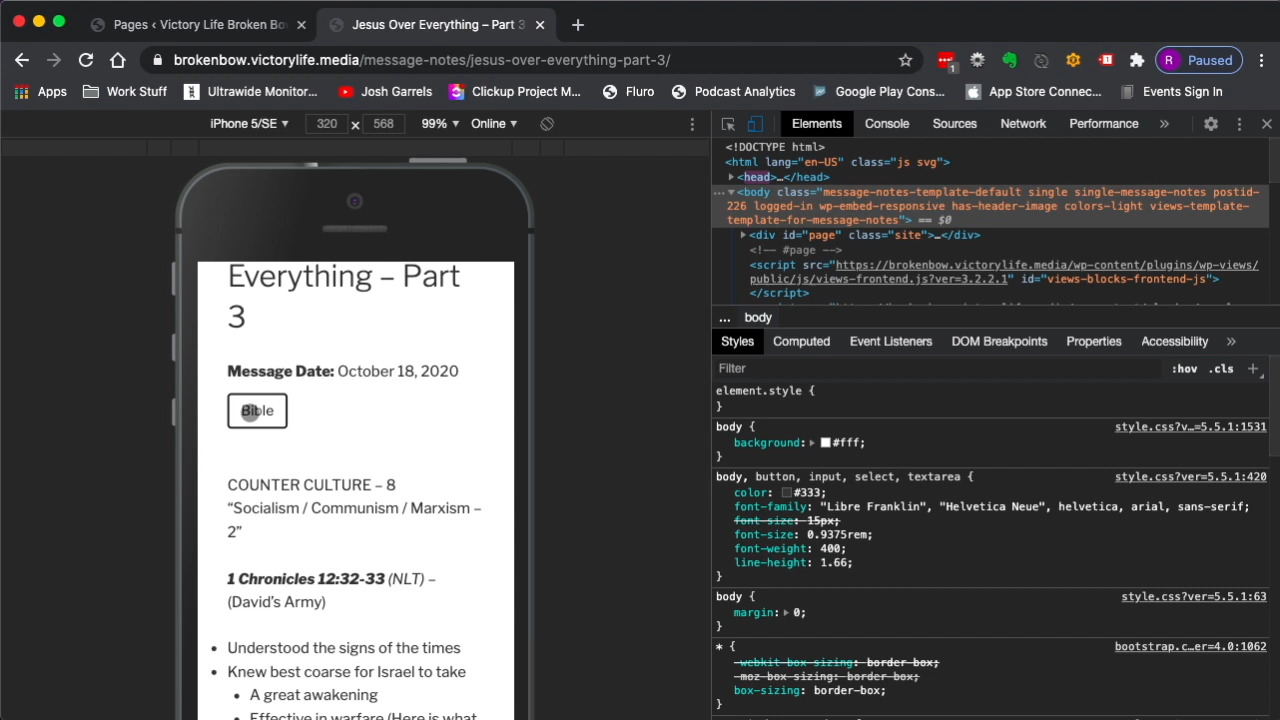 Pages ‹ Victory Life Broken Bo
Jesus Over Everything – Part 3
brokenbow.victorylife.media/message-notes/jesus-over-everything-part-3/
1
1
R Paused
Apps
Work Stuff
Ultrawide Monitor...
Josh Garrels
Clickup Project M...
Fluro
Podcast Analytics
Google Play Cons...
App Store Connec...
Events Sign In
iPhone 5/SE ▼ 320 x 568 99% ▼ Online ▼
Elements Console Sources Network Performance »
<!DOCTYPE html>
<html lang="en-US" class="js svg">
▶<head>…</head>
…▼<body class="message-notes-template-default single single-message-notes postid-
226 logged-in wp-embed-responsive has-header-image colors-light views-template-
template-for-message-notes"> == $0
▶<div id="page" class="site">…</div>
<!-- #page -->
<script src="https://brokenbow.victorylife.media/wp-content/plugins/wp-views/
public/js/views-frontend.js?ver=3.2.2.1" id="views-blocks-frontend-js">
</script>
... body
Styles Computed Event Listeners DOM Breakpoints Properties Accessibility »
Filter :hov .cls +
element.style {
}
body { style.css?v…=5.5.1:1531
background: ▶ #fff;
}
body, button, input, select, textarea { style.css?ver=5.5.1:420
color: #333;
font-family: "Libre Franklin", "Helvetica Neue", helvetica, arial, sans-serif;
font-size: 15px;
font-size: 0.9375rem;
font-weight: 400;
line-height: 1.66;
}
body { style.css?ver=5.5.1:63
margin: ▶ 0;
}
* { bootstrap.c…er=4.0:1062
-webkit-box-sizing: border-box;
-moz-box-sizing: border-box;
box-sizing: border-box;
}
Everything – Part
3
Message Date: October 18, 2020
Bible
COUNTER CULTURE – 8
“Socialism / Communism / Marxism –
2”
1 Chronicles 12:32-33 (NLT) –
(David’s Army)
• Understood the signs of the times
• Knew best coarse for Israel to take
• A great awakening
• Effective in warfare (Here is what